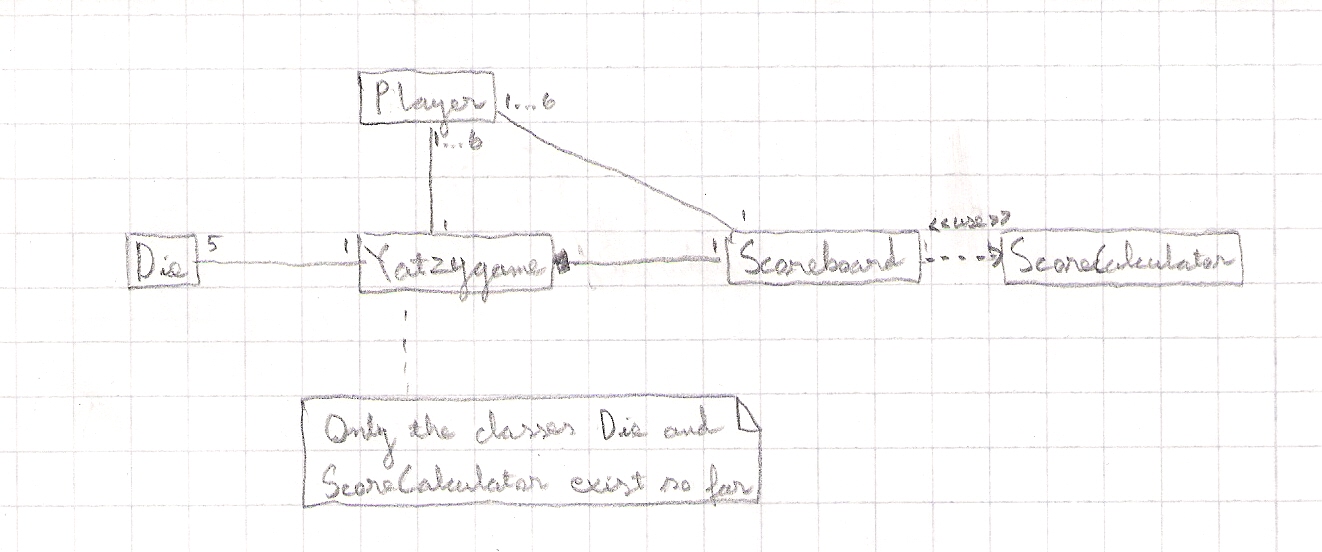 Player 1...6
1...6
1 1
<<use>>
Die 5 1 Yatzygame 1 Scoreboard ScoreCalculator
Only the classes Die and
ScoreCalculator exist so far